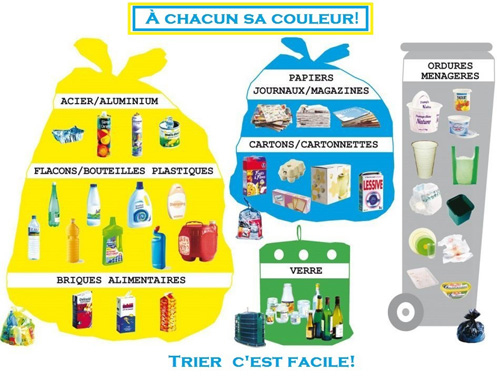 À CHACUN SA COULEUR!
ACIER/ALUMINIUM
FLACONS/BOUTEILLES PLASTIQUES
BRIQUES ALIMENTAIRES
PAPIERS
JOURNAUX/MAGAZINES
CARTONS/CARTONNETTES
LESSIVE
VERRE
ORDURES
MENAGERES
Nature
TRIER C'EST FACILE!